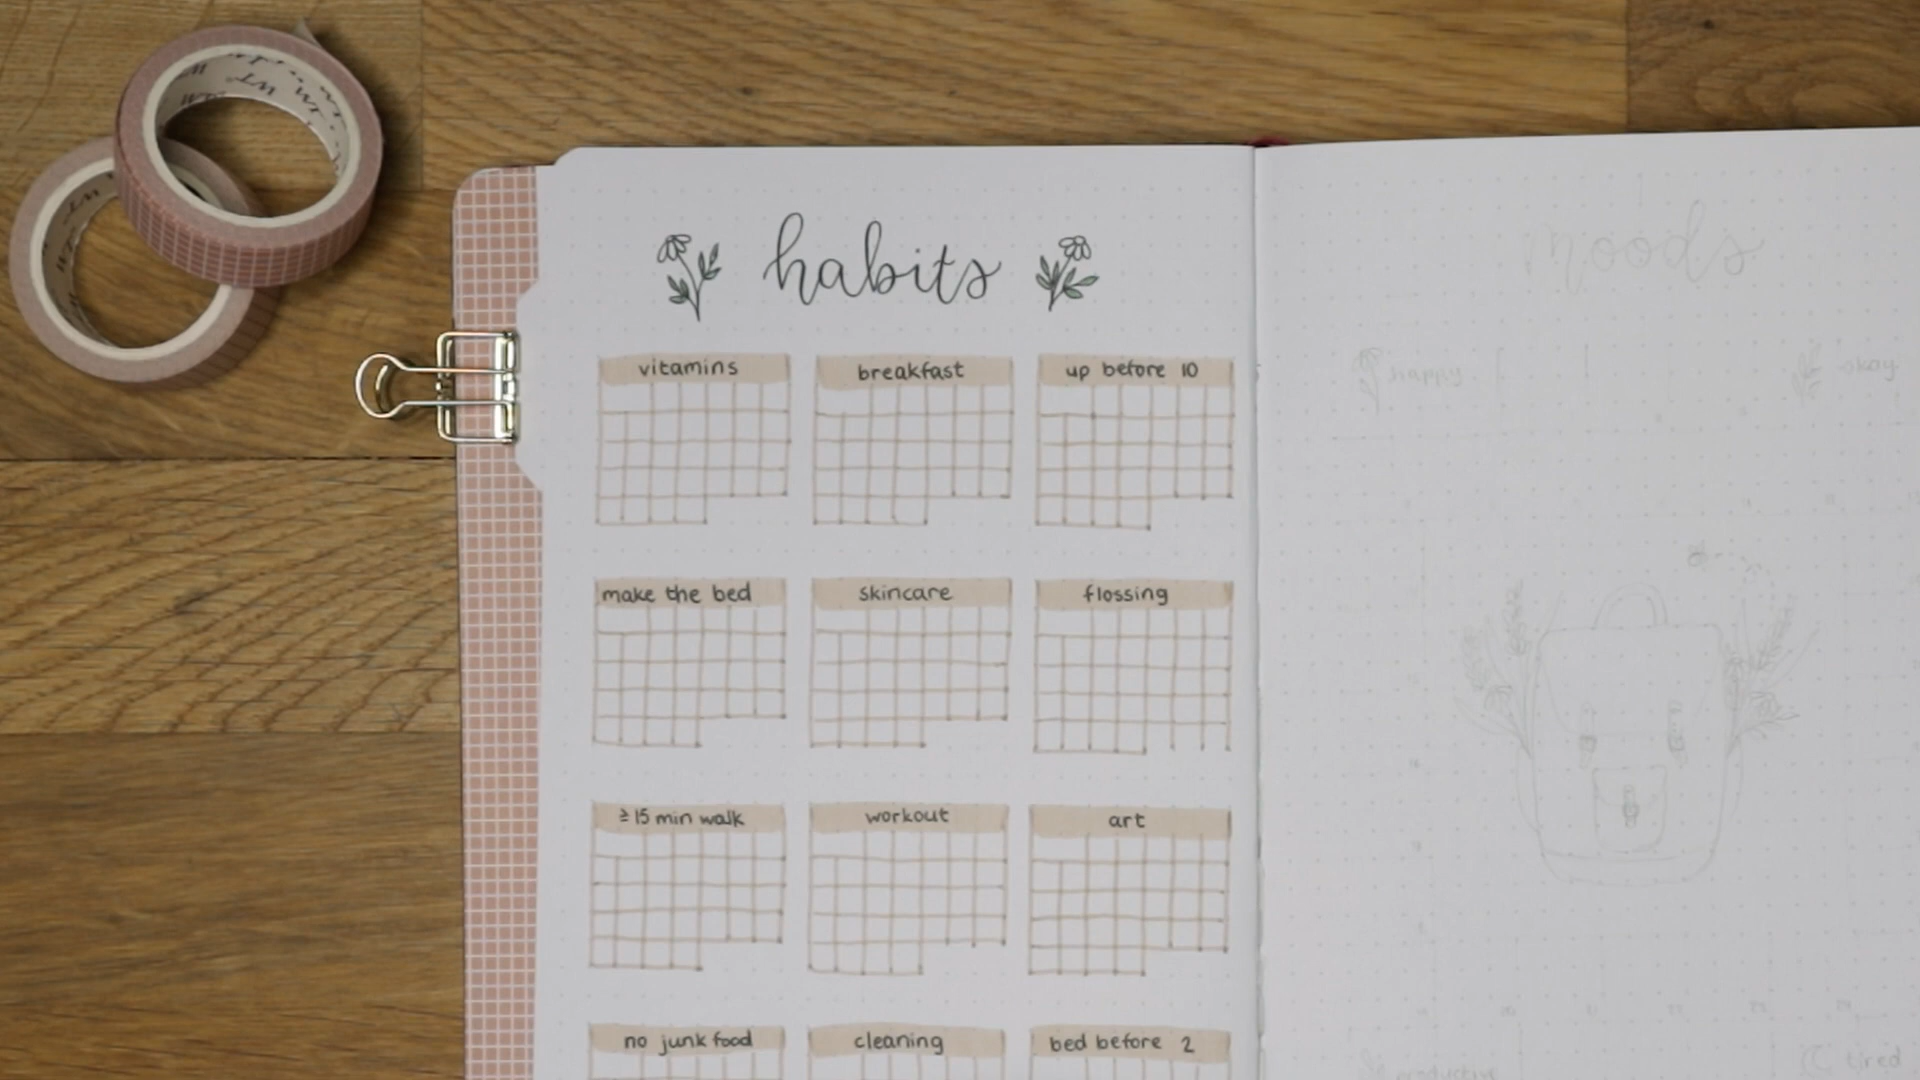 habits
moods
vitamins
breakfast
up before 10
happy
okay
make the bed
skincare
flossing
≥15 min walk
workout
art
no junk food
cleaning
bed before 2
productive
tired